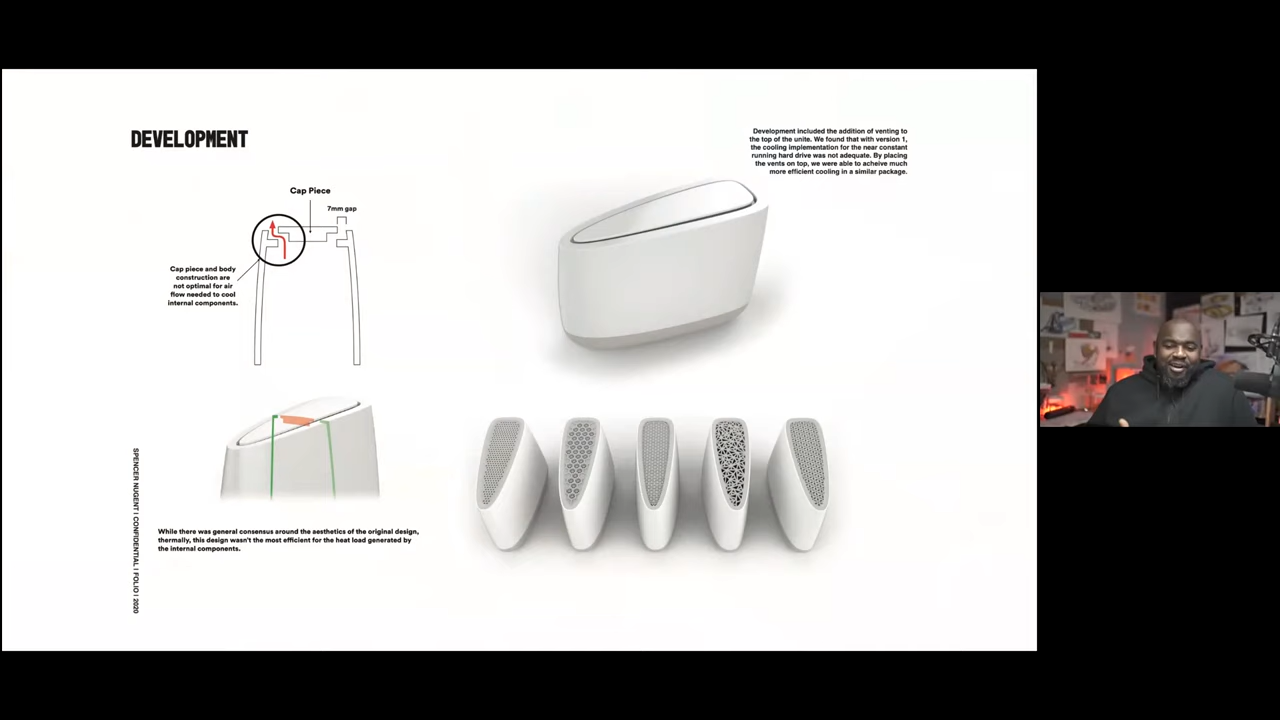 DEVELOPMENT
Development included the addition of venting to
the top of the unite. We found that with version 1,
the cooling implementation for the near constant
running hard drive was not adequate. By placing
the vents on top, we were able to acheive much
more efficient cooling in a similar package.
Cap Piece
7mm gap
Cap piece and body
construction are
not optimal for air
flow needed to cool
internal components.
While there was general consensus around the aesthetics of the original design,
thermally, this design wasn't the most efficient for the heat load generated by
the internal components.
SPENCER NUGENT | CONFIDENTIAL | FOLIO | 2020